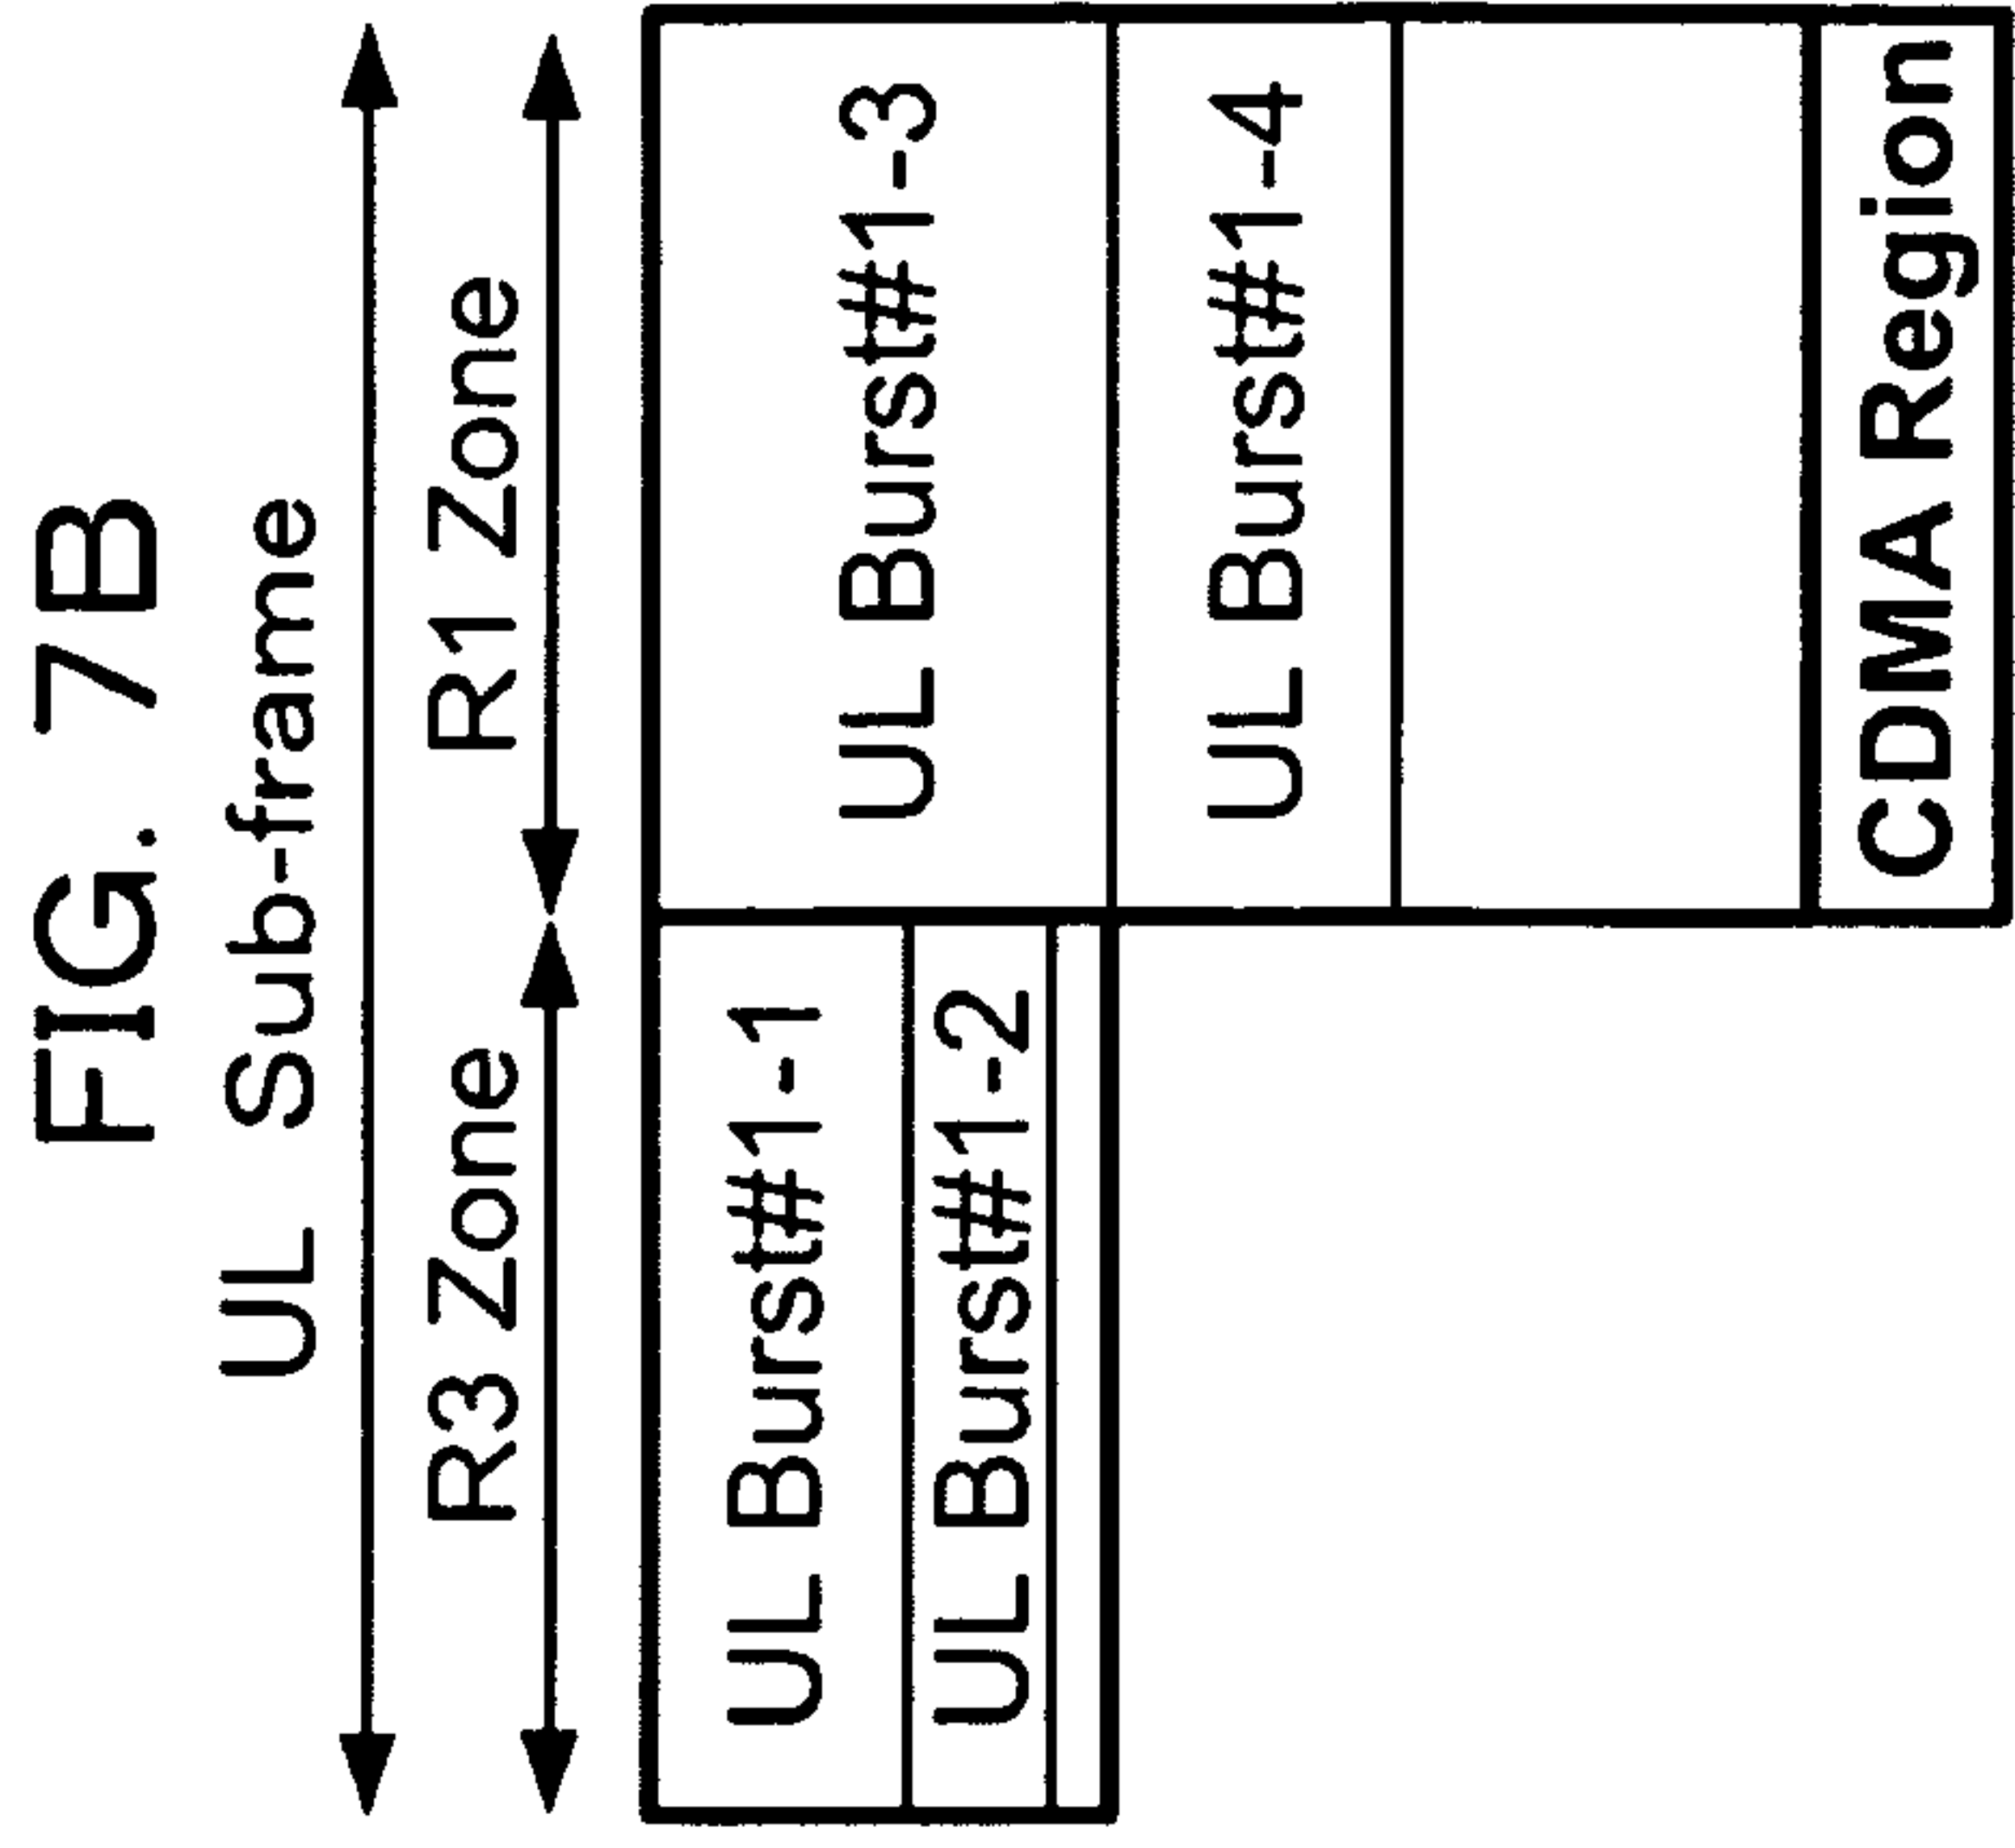 FIG. 7B
UL Sub-frame
R3 Zone
R1 Zone
UL Burst#1-1
UL Burst#1-2
UL Burst#1-3
UL Burst#1-4
CDMA Region